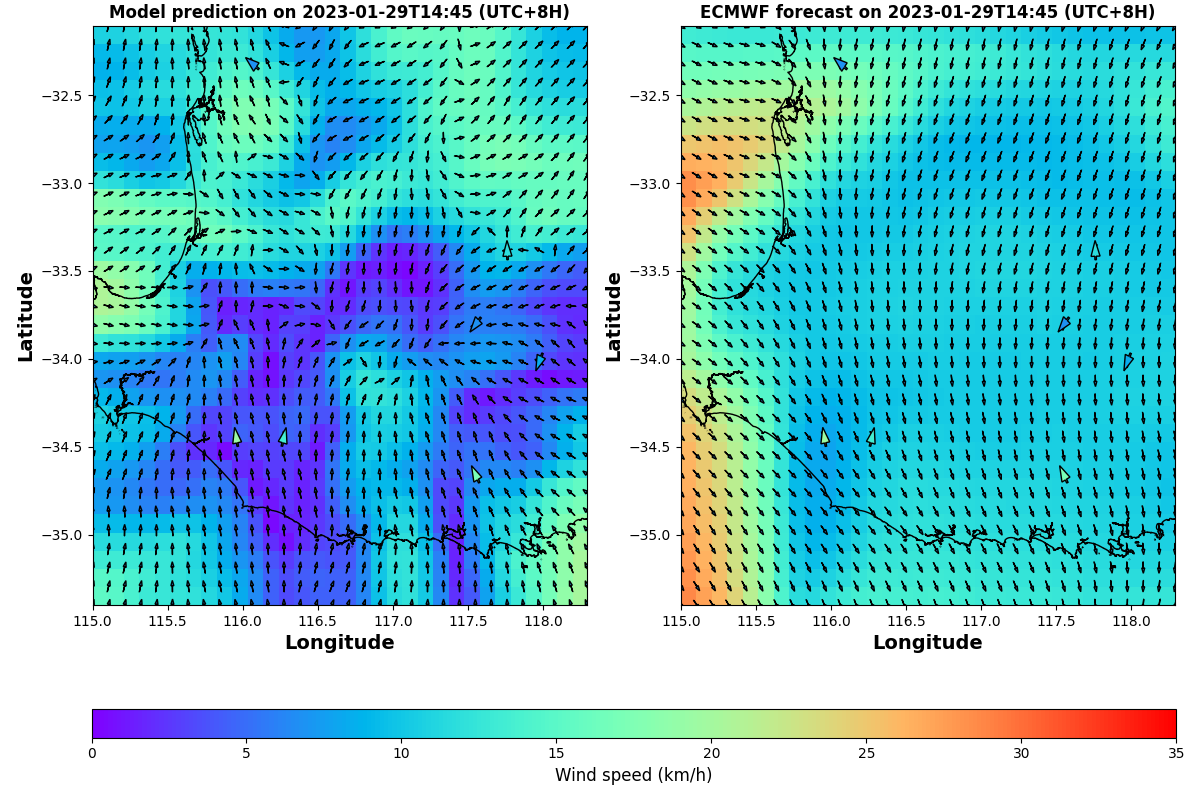 Model prediction on 2023-01-29T14:45 (UTC+8H)
ECMWF forecast on 2023-01-29T14:45 (UTC+8H)
Latitude
−32.5
−33.0
−33.5
−34.0
−34.5
−35.0
115.0 115.5 116.0 116.5 117.0 117.5 118.0
Longitude
Latitude
−32.5
−33.0
−33.5
−34.0
−34.5
−35.0
115.0 115.5 116.0 116.5 117.0 117.5 118.0
Longitude
0 5 10 15 20 25 30 35
Wind speed (km/h)